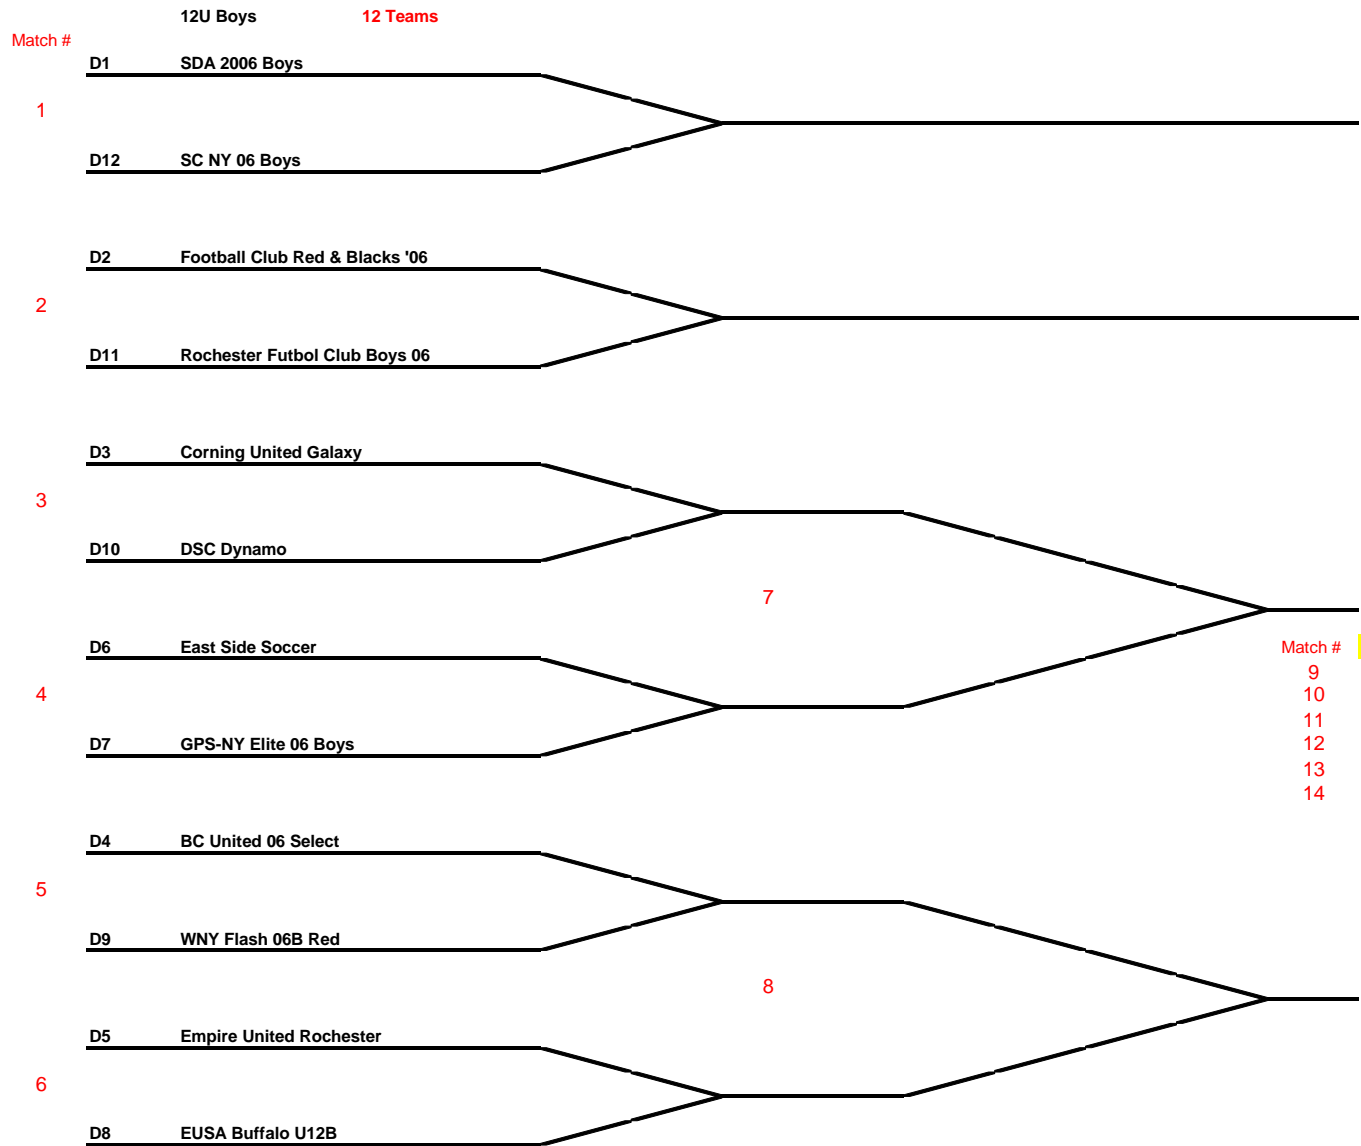 12U Boys 12 Teams
Match #
D1 SDA 2006 Boys
1
D12 SC NY 06 Boys
D2 Football Club Red & Blacks '06
2
D11 Rochester Futbol Club Boys 06
D3 Corning United Galaxy
3
D10 DSC Dynamo
7
D6 East Side Soccer
Match #
9
4
10
11
D7 GPS-NY Elite 06 Boys
12
13
14
D4 BC United 06 Select
5
D9 WNY Flash 06B Red
8
D5 Empire United Rochester
6
D8 EUSA Buffalo U12B